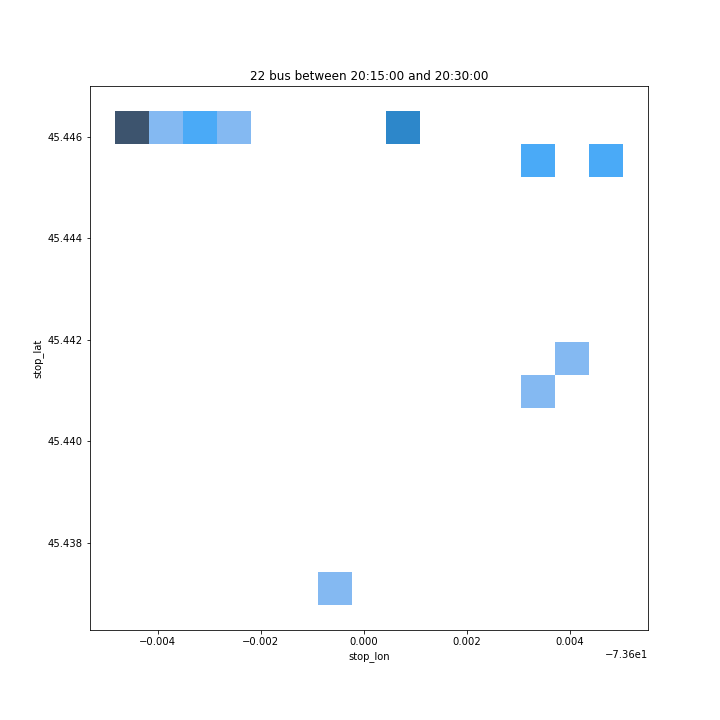 22 bus between 20:15:00 and 20:30:00
45.446
45.444
45.442
45.440
45.438
stop_lat
−0.004 −0.002 0.000 0.002 0.004
stop_lon
−7.36e1